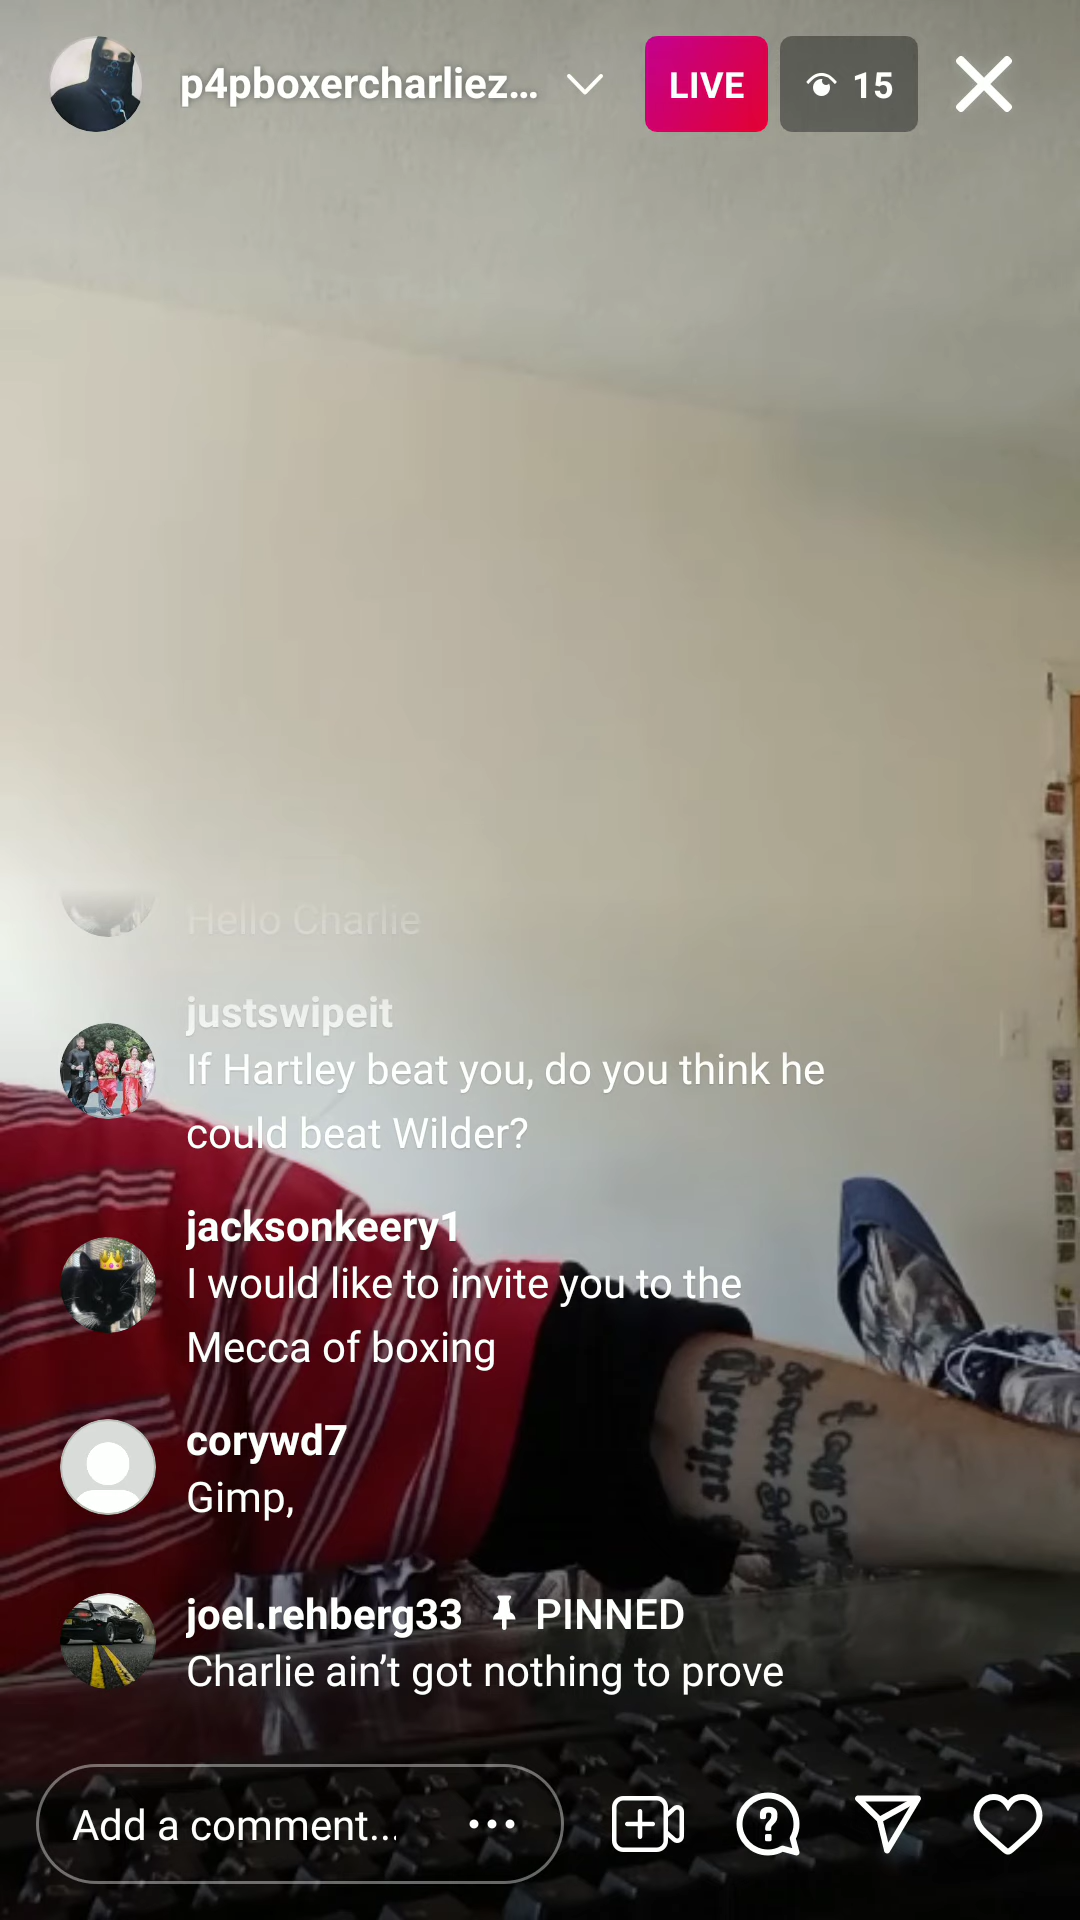 p4pboxercharliez...
LIVE
15
Hello Charlie
justswipeit
If Hartley beat you, do you think he
could beat Wilder?
jacksonkeery1
I would like to invite you to the
Mecca of boxing
corywd7
Gimp,
joel.rehberg33 PINNED
Charlie ain’t got nothing to prove
Add a comment...